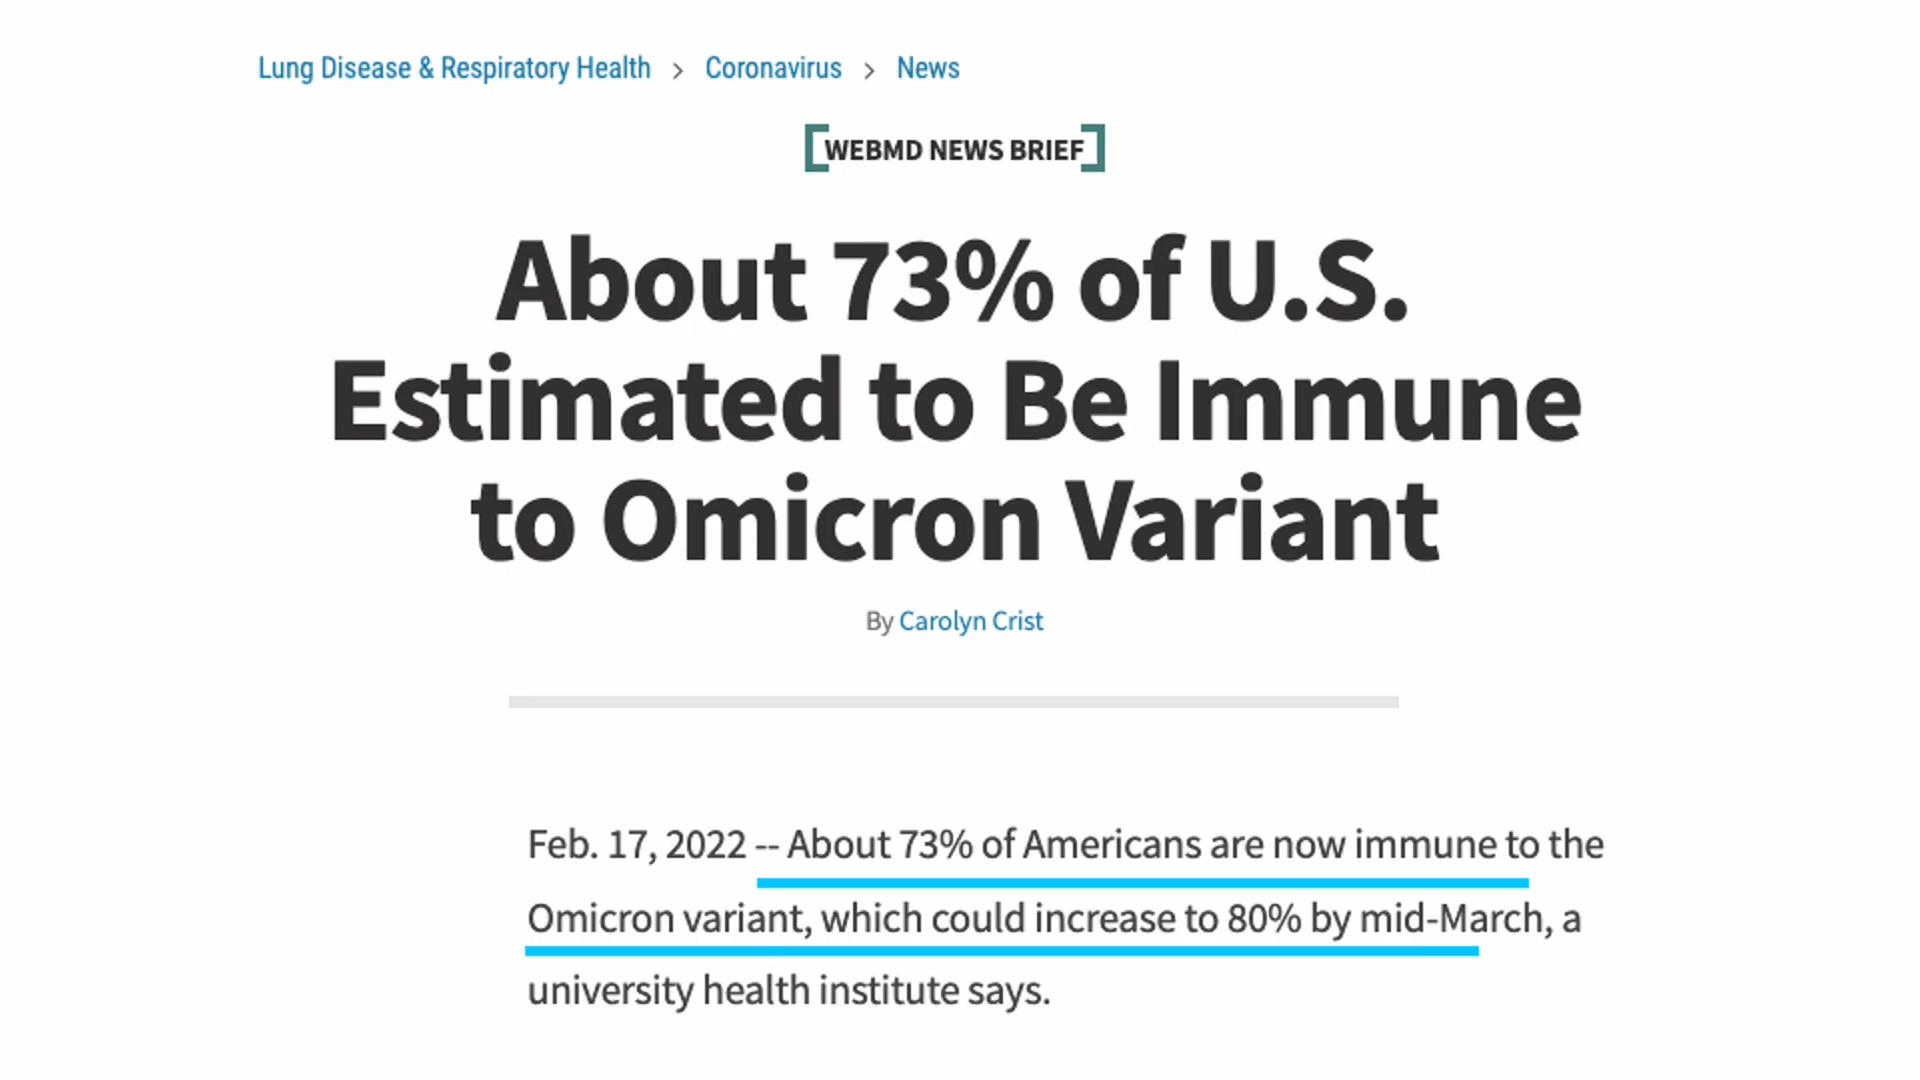 Lung Disease & Respiratory Health > Coronavirus > News
[WEBMD NEWS BRIEF]
About 73% of U.S.
Estimated to Be Immune
to Omicron Variant
By Carolyn Crist
Feb. 17, 2022 -- About 73% of Americans are now immune to the
Omicron variant, which could increase to 80% by mid-March, a
university health institute says.